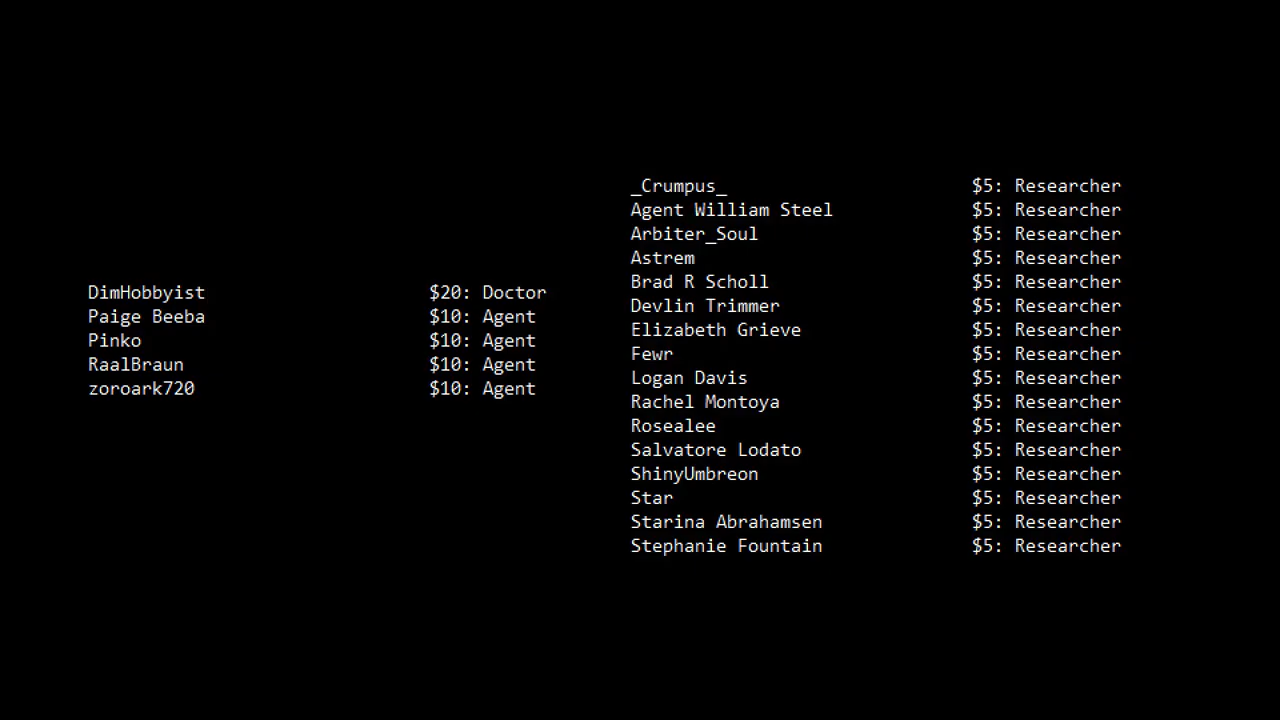 DimHobbyist $20: Doctor
Paige Beeba $10: Agent
Pinko $10: Agent
RaalBraun $10: Agent
zoroark720 $10: Agent
_Crumpus_ $5: Researcher
Agent William Steel $5: Researcher
Arbiter_Soul $5: Researcher
Astrem $5: Researcher
Brad R Scholl $5: Researcher
Devlin Trimmer $5: Researcher
Elizabeth Grieve $5: Researcher
Fewr $5: Researcher
Logan Davis $5: Researcher
Rachel Montoya $5: Researcher
Rosealee $5: Researcher
Salvatore Lodato $5: Researcher
ShinyUmbreon $5: Researcher
Star $5: Researcher
Starina Abrahamsen $5: Researcher
Stephanie Fountain $5: Researcher